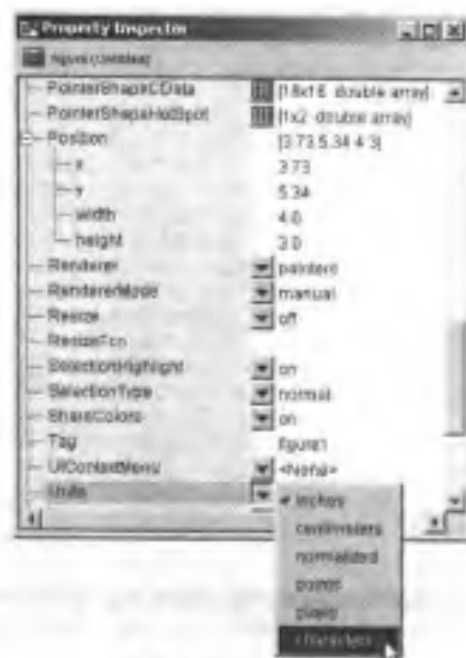 Property Inspector
figure (Untitled)
PointerShapeCData [16x16 double array]
PointerShapeHotSpot [1x2 double array]
Position [3.73 5.34 4 3]
x 3.73
y 5.34
width 4.0
height 3.0
Renderer painters
RendererMode manual
Resize off
ResizeFcn
SelectionHighlight on
SelectionType normal
ShareColors on
Tag figure1
UIContextMenu <None>
Units
inches
centimeters
normalized
points
pixels
characters